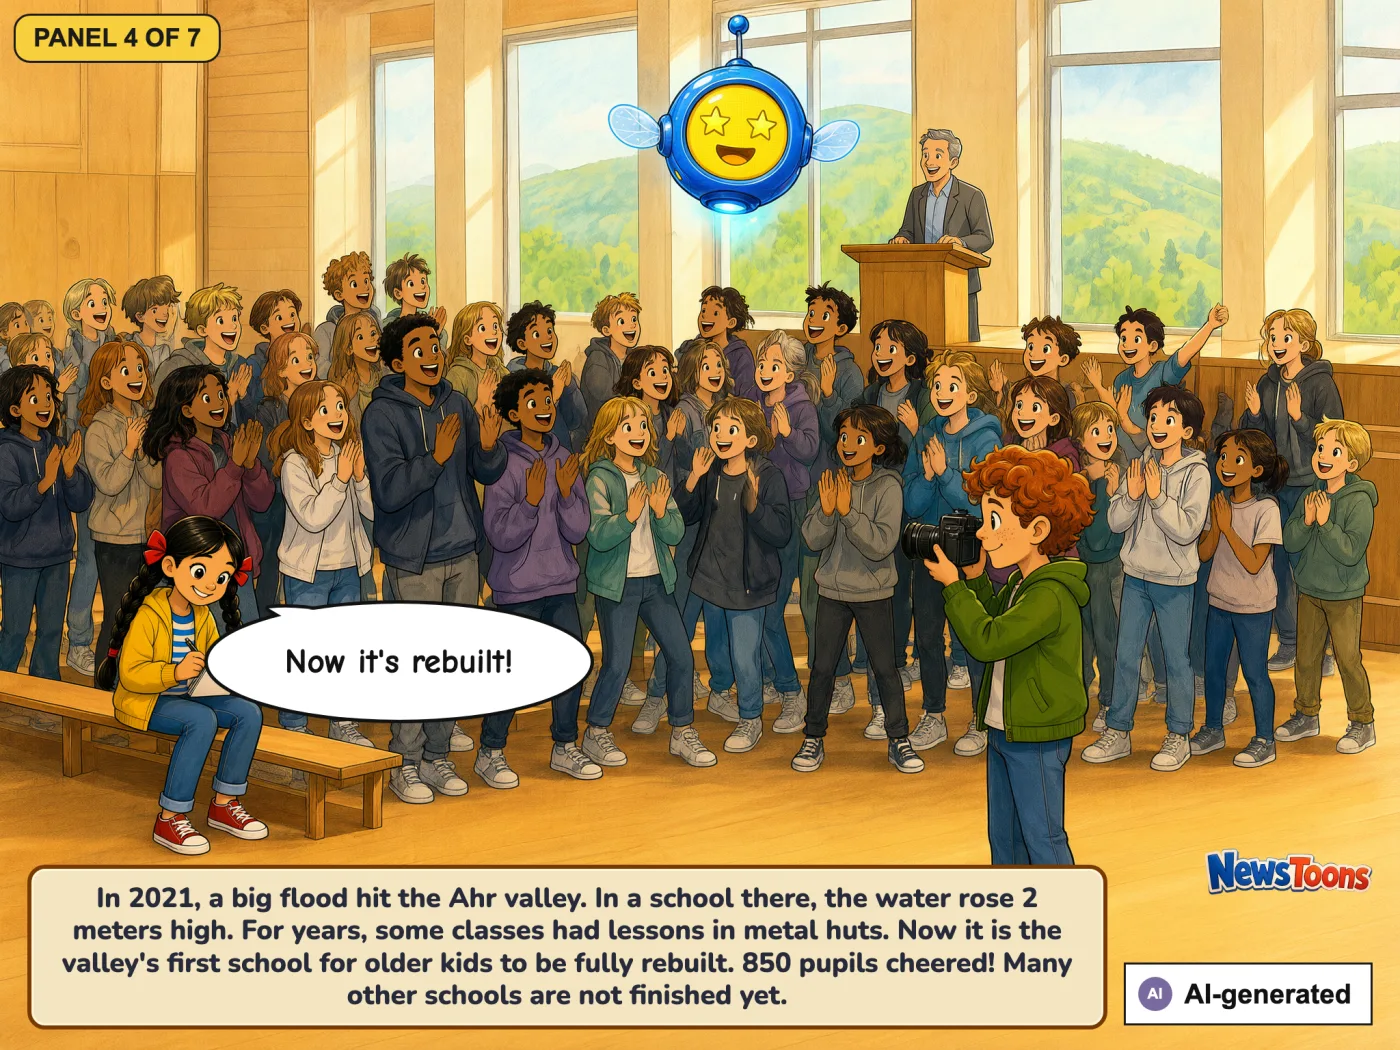 PANEL 4 OF 7
Now it's rebuilt!
In 2021, a big flood hit the Ahr valley. In a school there, the water rose 2
meters high. For years, some classes had lessons in metal huts. Now it is the
valley's first school for older kids to be fully rebuilt. 850 pupils cheered! Many
other schools are not finished yet.
NewsToons
AI AI-generated